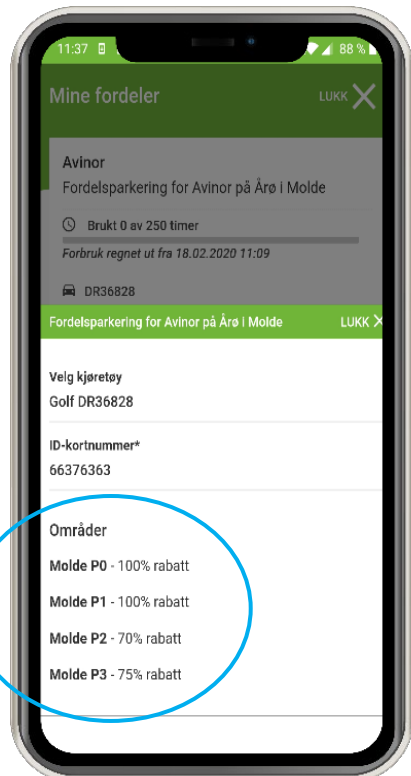 11:37
88 %
Mine fordeler
LUKK
Avinor
Fordelsparkering for Avinor på Årø i Molde
Brukt 0 av 250 timer
Forbruk regnet ut fra 18.02.2020 11:09
DR36828
Fordelsparkering for Avinor på Årø i Molde LUKK
Velg kjøretøy
Golf DR36828
ID-kortnummer*
66376363
Områder
Molde P0 - 100% rabatt
Molde P1 - 100% rabatt
Molde P2 - 70% rabatt
Molde P3 - 75% rabatt